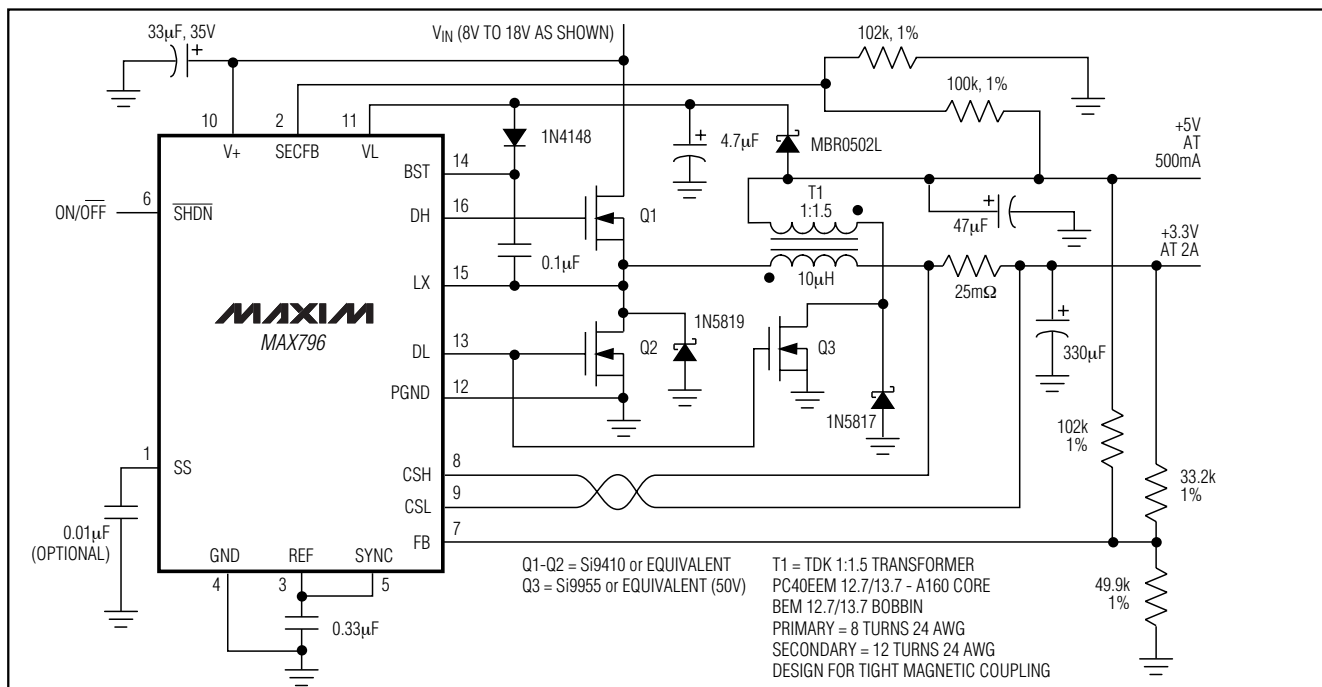 33μF, 35V
+
VIN (8V TO 18V AS SHOWN)
102k, 1%
100k, 1%
10
2
11
V+
SECFB
VL
1N4148
+
4.7μF
MBR0502L
+5V
AT
500mA
BST
14
6
ON/OFF
SHDN
DH
16
Q1
T1
1:1.5
+
47μF
+3.3V
AT 2A
0.1μF
LX
15
10μH
25mΩ
MAXIM
MAX796
1N5819
+
330μF
DL
13
Q2
Q3
PGND
12
1N5817
102k
1%
1
SS
CSH
8
33.2k
1%
CSL
9
0.01μF
(OPTIONAL)
FB
7
GND
REF
SYNC
4
3
5
0.33μF
Q1-Q2 = Si9410 or EQUIVALENT
Q3 = Si9955 or EQUIVALENT (50V)
T1 = TDK 1:1.5 TRANSFORMER
PC40EEM 12.7/13.7 - A160 CORE
BEM 12.7/13.7 BOBBIN
PRIMARY = 8 TURNS 24 AWG
SECONDARY = 12 TURNS 24 AWG
DESIGN FOR TIGHT MAGNETIC COUPLING
49.9k
1%